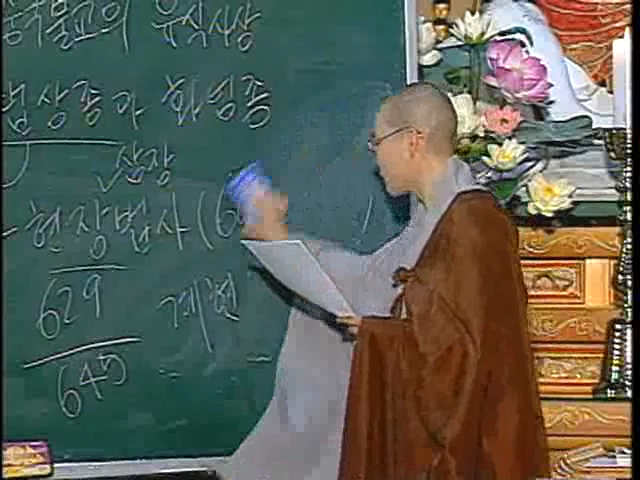 중국불교의 유식사상
법상종과 화엄종
삼장
현장법사(6
629 계현
645